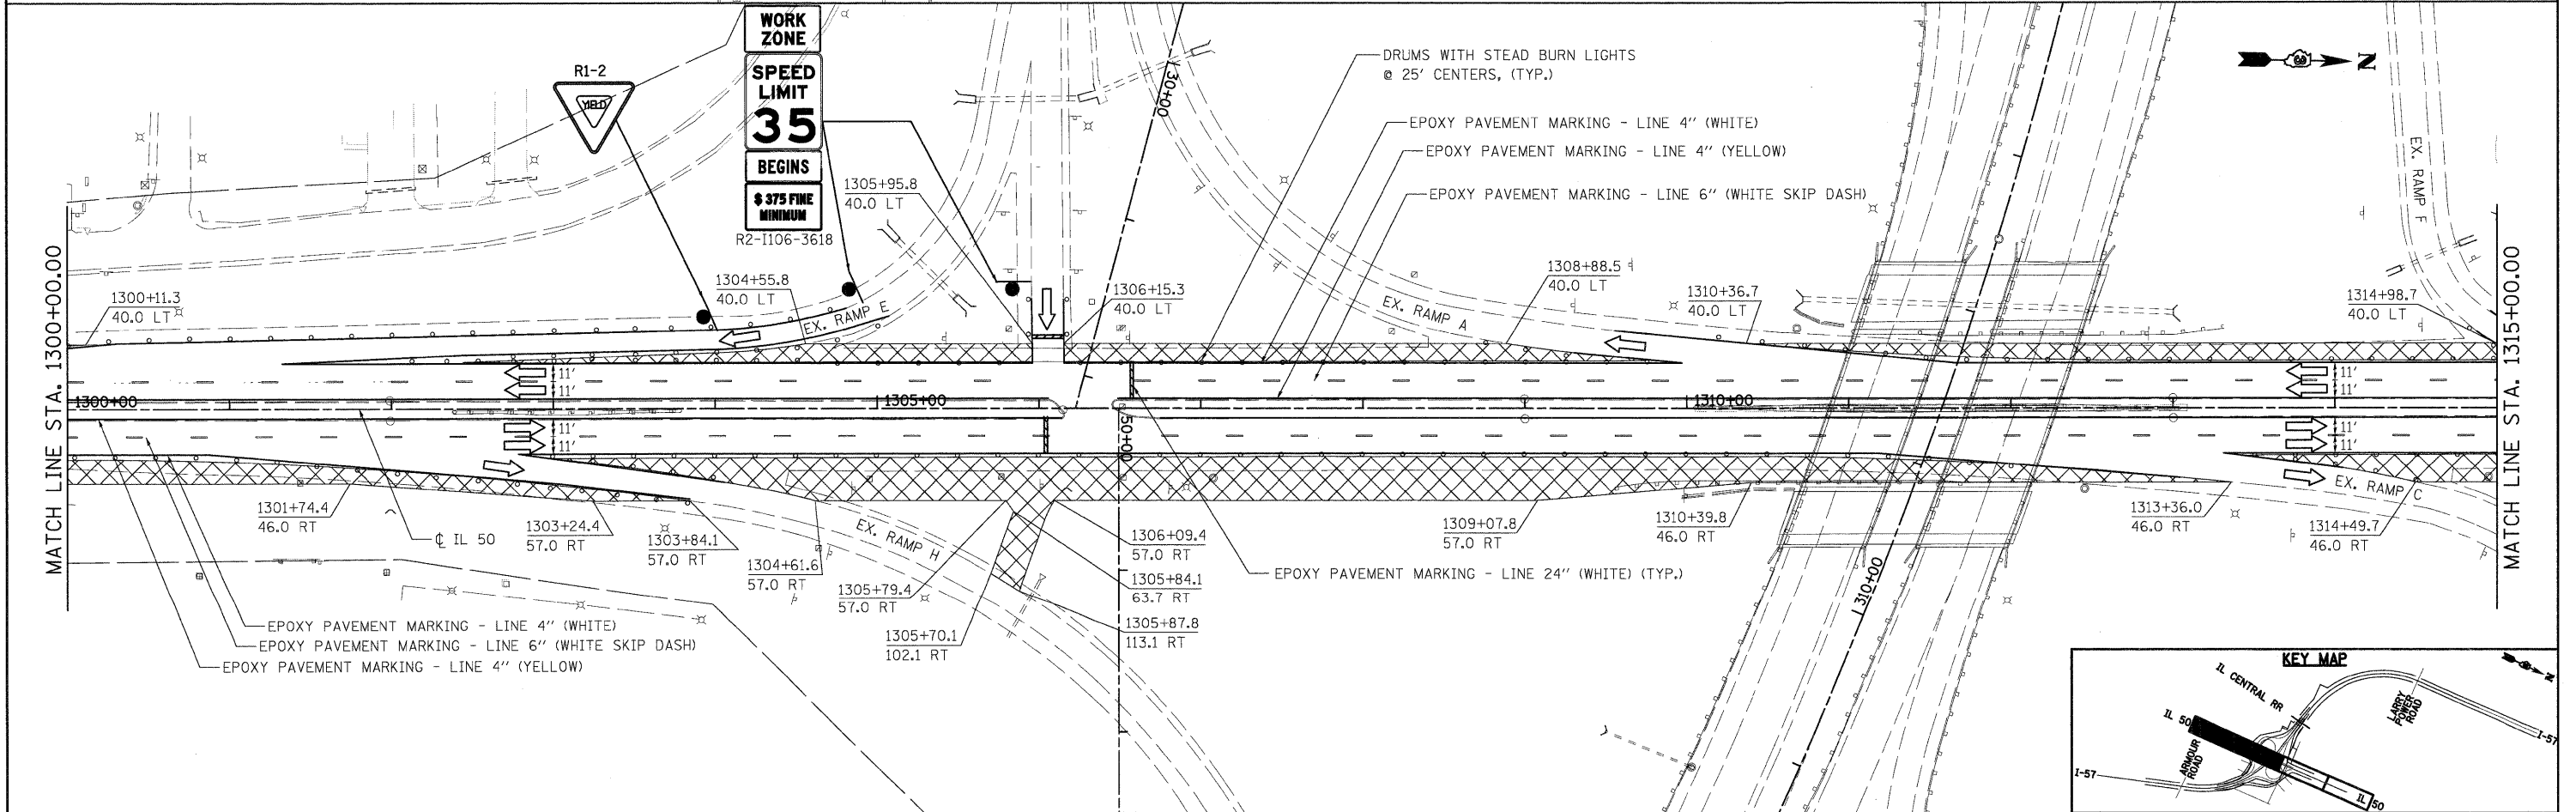 WORK
ZONE
SPEED
LIMIT
35
BEGINS
$ 375 FINE
MINIMUM
R2-I106-3618
R1-2
YIELD
DRUMS WITH STEAD BURN LIGHTS
@ 25' CENTERS, (TYP.)
EPOXY PAVEMENT MARKING - LINE 4" (WHITE)
EPOXY PAVEMENT MARKING - LINE 4" (YELLOW)
EPOXY PAVEMENT MARKING - LINE 6" (WHITE SKIP DASH)
130+00
N
EX. RAMP F
MATCH LINE STA. 1300+00.00
1300+11.3
40.0 LT
1304+55.8
40.0 LT
1305+95.8
40.0 LT
1306+15.3
40.0 LT
1308+88.5
40.0 LT
1310+36.7
40.0 LT
1314+98.7
40.0 LT
MATCH LINE STA. 1315+00.00
EX. RAMP E
EX. RAMP A
11'
11'
11'
11'
1300+00
1305+00
1310+00
50+00
11'
11'
11'
11'
1301+74.4
46.0 RT
℄ IL 50
1303+24.4
57.0 RT
1303+84.1
57.0 RT
1304+61.6
57.0 RT
EX. RAMP H
1305+79.4
57.0 RT
1305+70.1
102.1 RT
1306+09.4
57.0 RT
1305+84.1
63.7 RT
1305+87.8
113.1 RT
EPOXY PAVEMENT MARKING - LINE 24" (WHITE) (TYP.)
1309+07.8
57.0 RT
1310+39.8
46.0 RT
310+00
1313+36.0
46.0 RT
EX. RAMP C
1314+49.7
46.0 RT
EPOXY PAVEMENT MARKING - LINE 4" (WHITE)
EPOXY PAVEMENT MARKING - LINE 6" (WHITE SKIP DASH)
EPOXY PAVEMENT MARKING - LINE 4" (YELLOW)
KEY MAP
N
IL CENTRAL RR
LARRY
POWER
ROAD
IL 50
ARMOUR
ROAD
I-57
I-57
IL 50